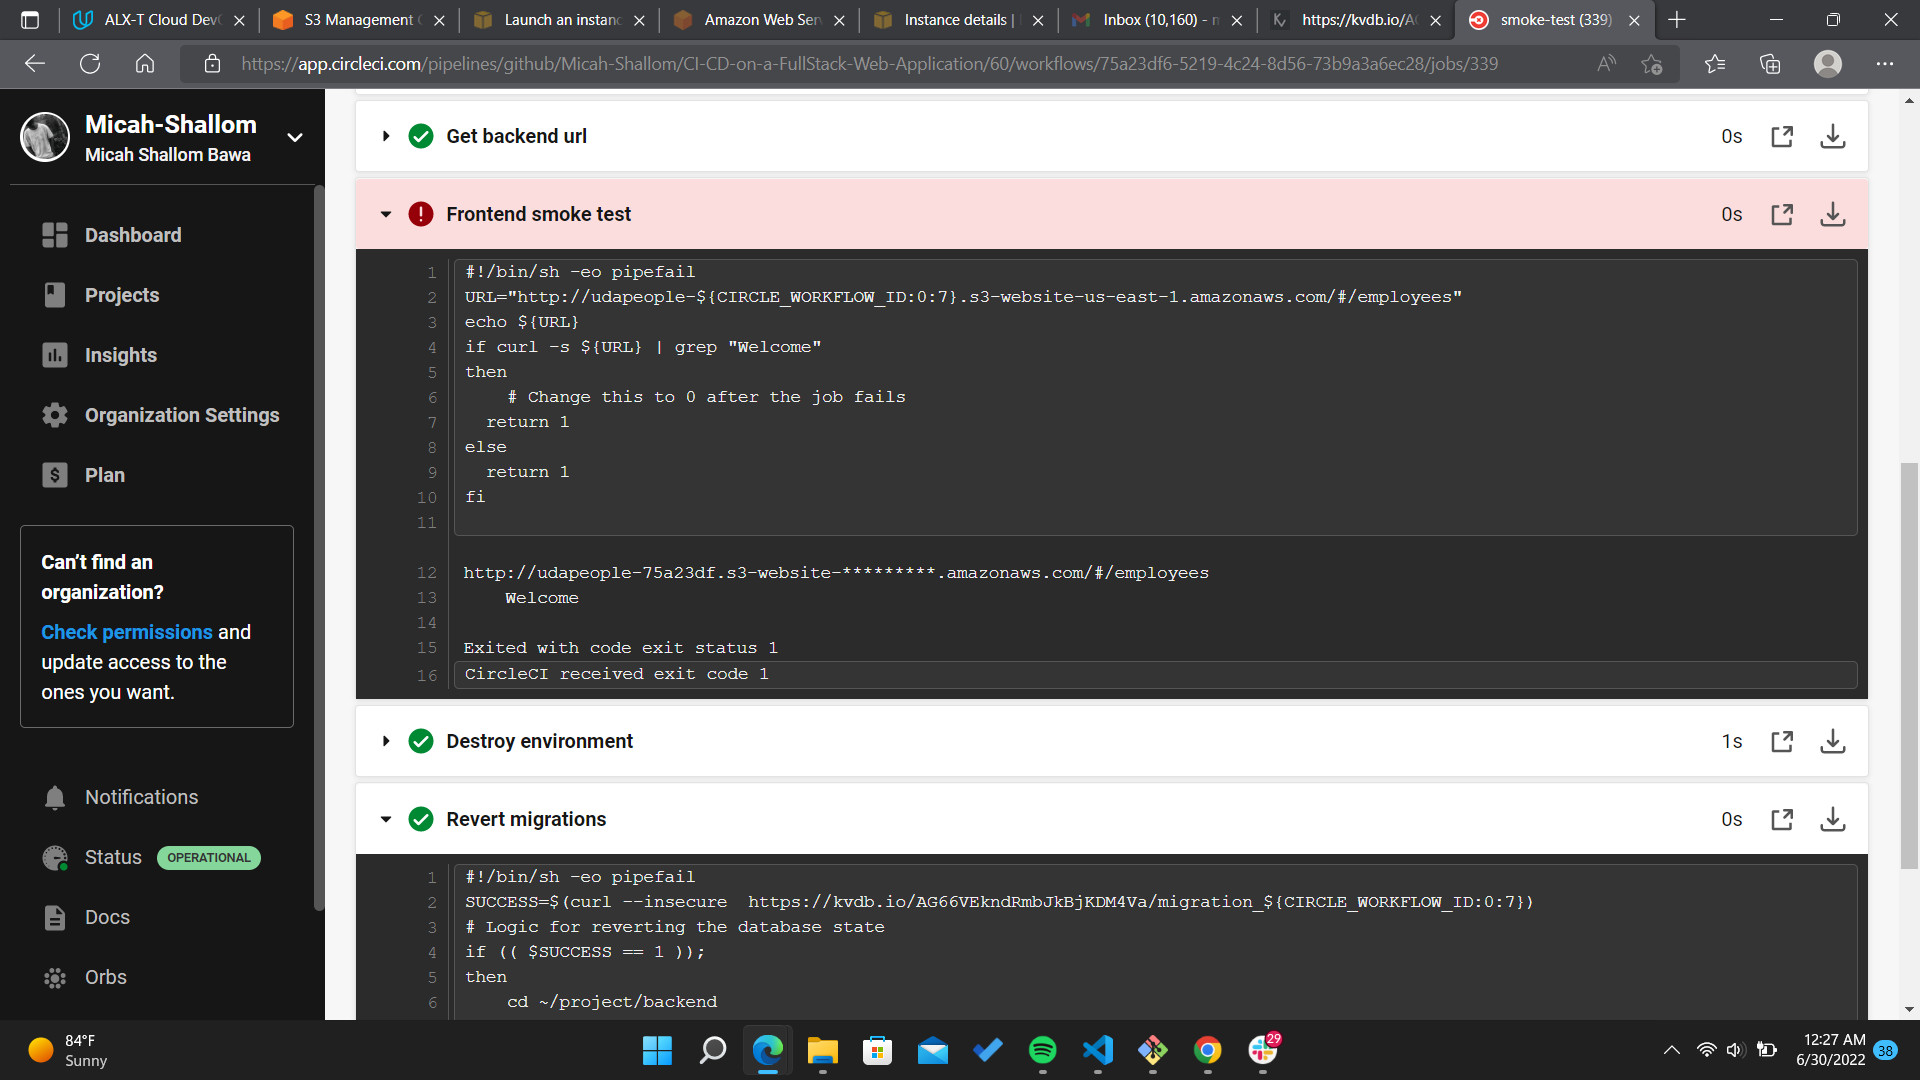 ALX-T Cloud Dev
S3 Management
Launch an instanc
Amazon Web Ser
Instance details |
Inbox (10,160) - m
https://kvdb.io/A
smoke-test (339)
https://app.circleci.com/pipelines/github/Micah-Shallom/CI-CD-on-a-FullStack-Web-Application/60/workflows/75a23df6-5219-4c24-8d56-73b9a3a6ec28/jobs/339
Micah-Shallom
Micah Shallom Bawa
Dashboard
Projects
Insights
Organization Settings
Plan
Can't find an
organization?
Check permissions and
update access to the
ones you want.
Notifications
Status OPERATIONAL
Docs
Orbs
Get backend url 0s
Frontend smoke test 0s
1 #!/bin/sh -eo pipefail
2 URL="http://udapeople-${CIRCLE_WORKFLOW_ID:0:7}.s3-website-us-east-1.amazonaws.com/#/employees"
3 echo ${URL}
4 if curl -s ${URL} | grep "Welcome"
5 then
6 # Change this to 0 after the job fails
7 return 1
8 else
9 return 1
10 fi
11
12 http://udapeople-75a23df.s3-website-*********.amazonaws.com/#/employees
13 Welcome
14
15 Exited with code exit status 1
16 CircleCI received exit code 1
Destroy environment 1s
Revert migrations 0s
1 #!/bin/sh -eo pipefail
2 SUCCESS=$(curl --insecure  https://kvdb.io/AG66VEkndRmbJkBjKDM4Va/migration_${CIRCLE_WORKFLOW_ID:0:7})
3 # Logic for reverting the database state
4 if (( $SUCCESS == 1 ));
5 then
6 cd ~/project/backend
84°F
Sunny
29
12:27 AM
6/30/2022
38